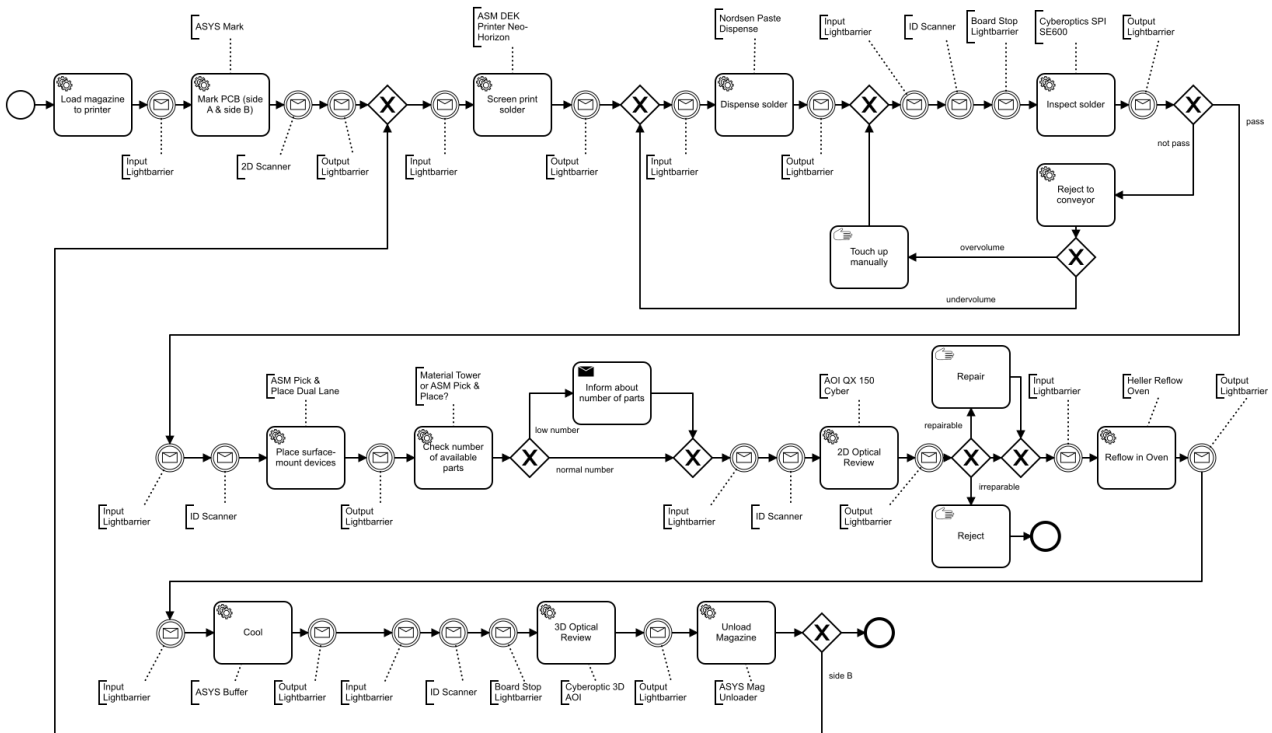 ASYS Mark
ASM DEK
Printer Neo-
Horizon
Nordsen Paste
Dispense
Input
Lightbarrier
ID Scanner
Board Stop
Lightbarrier
Cyberoptics SPI
SE600
Output
Lightbarrier
Load magazine
to printer
Mark PCB (side
A & side B)
Screen print
solder
Dispense solder
Inspect solder
pass
not pass
Input
Lightbarrier
2D Scanner
Output
Lightbarrier
Input
Lightbarrier
Output
Lightbarrier
Input
Lightbarrier
Output
Lightbarrier
Reject to
conveyor
Touch up
manually
overvolume
undervolume
ASM Pick &
Place Dual Lane
Material Tower
or ASM Pick &
Place?
Inform about
number of parts
AOI QX 150
Cyber
Repair
Input
Lightbarrier
Heller Reflow
Oven
Output
Lightbarrier
low number
repairable
Place surface-
mount devices
Check number
of available
parts
normal number
2D Optical
Review
Reflow in Oven
irreparable
Input
Lightbarrier
ID Scanner
Output
Lightbarrier
Input
Lightbarrier
ID Scanner
Output
Lightbarrier
Reject
Cool
3D Optical
Review
Unload
Magazine
side B
Input
Lightbarrier
ASYS Buffer
Output
Lightbarrier
Input
Lightbarrier
ID Scanner
Board Stop
Lightbarrier
Cyberoptic 3D
AOI
Output
Lightbarrier
ASYS Mag
Unloader